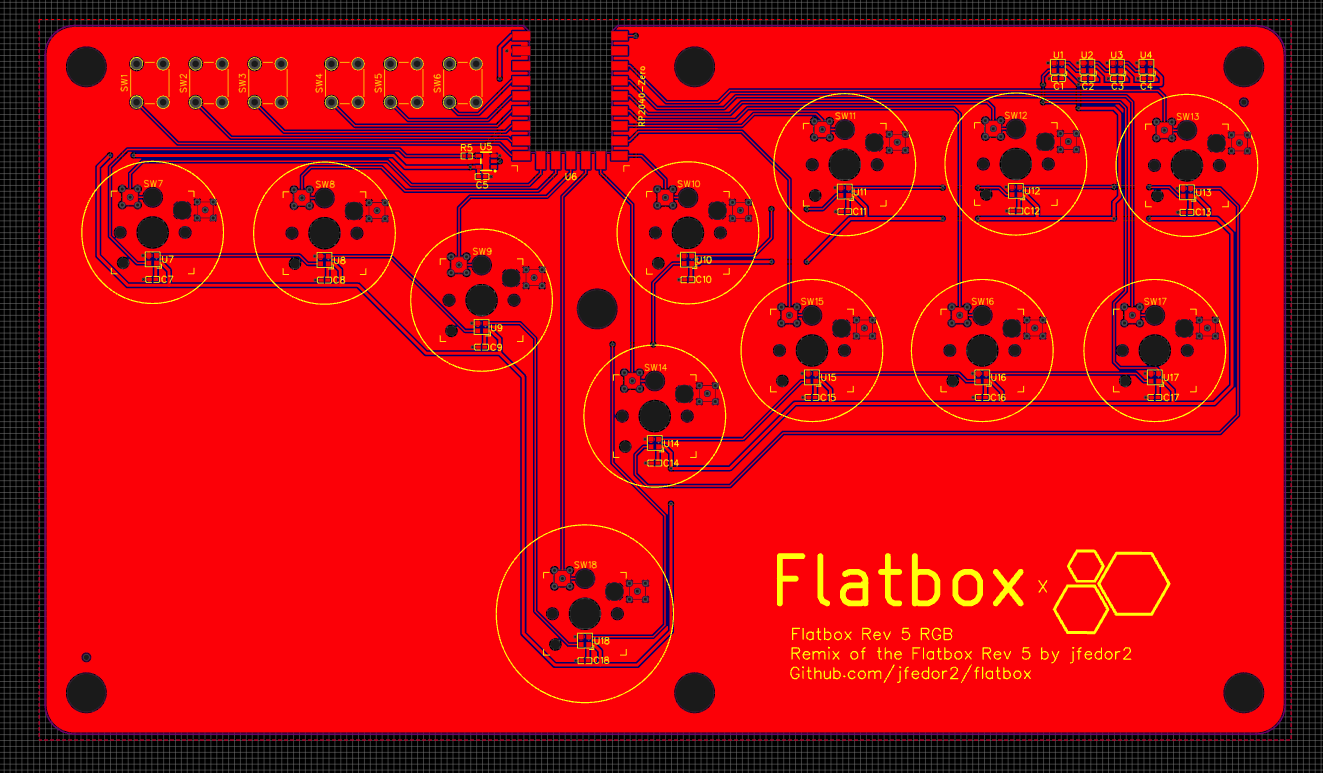 SW1
SW2
SW3
SW4
SW5
SW6
RP2040-Zero
U1 U2 U3 U4
C1 C2 C3 C4
R5 U5
C5
U6
SW7
U7
C7
SW8
U8
C8
SW9
U9
C9
SW10
U10
C10
SW11
U11
C11
SW12
U12
C12
SW13
U13
C13
SW14
U14
C14
SW15
U15
C15
SW16
U16
C16
SW17
U17
C17
SW18
U18
C18
Flatbox x
Flatbox Rev 5 RGB
Remix of the Flatbox Rev 5 by jfedor2
Github.com/jfedor2/flatbox